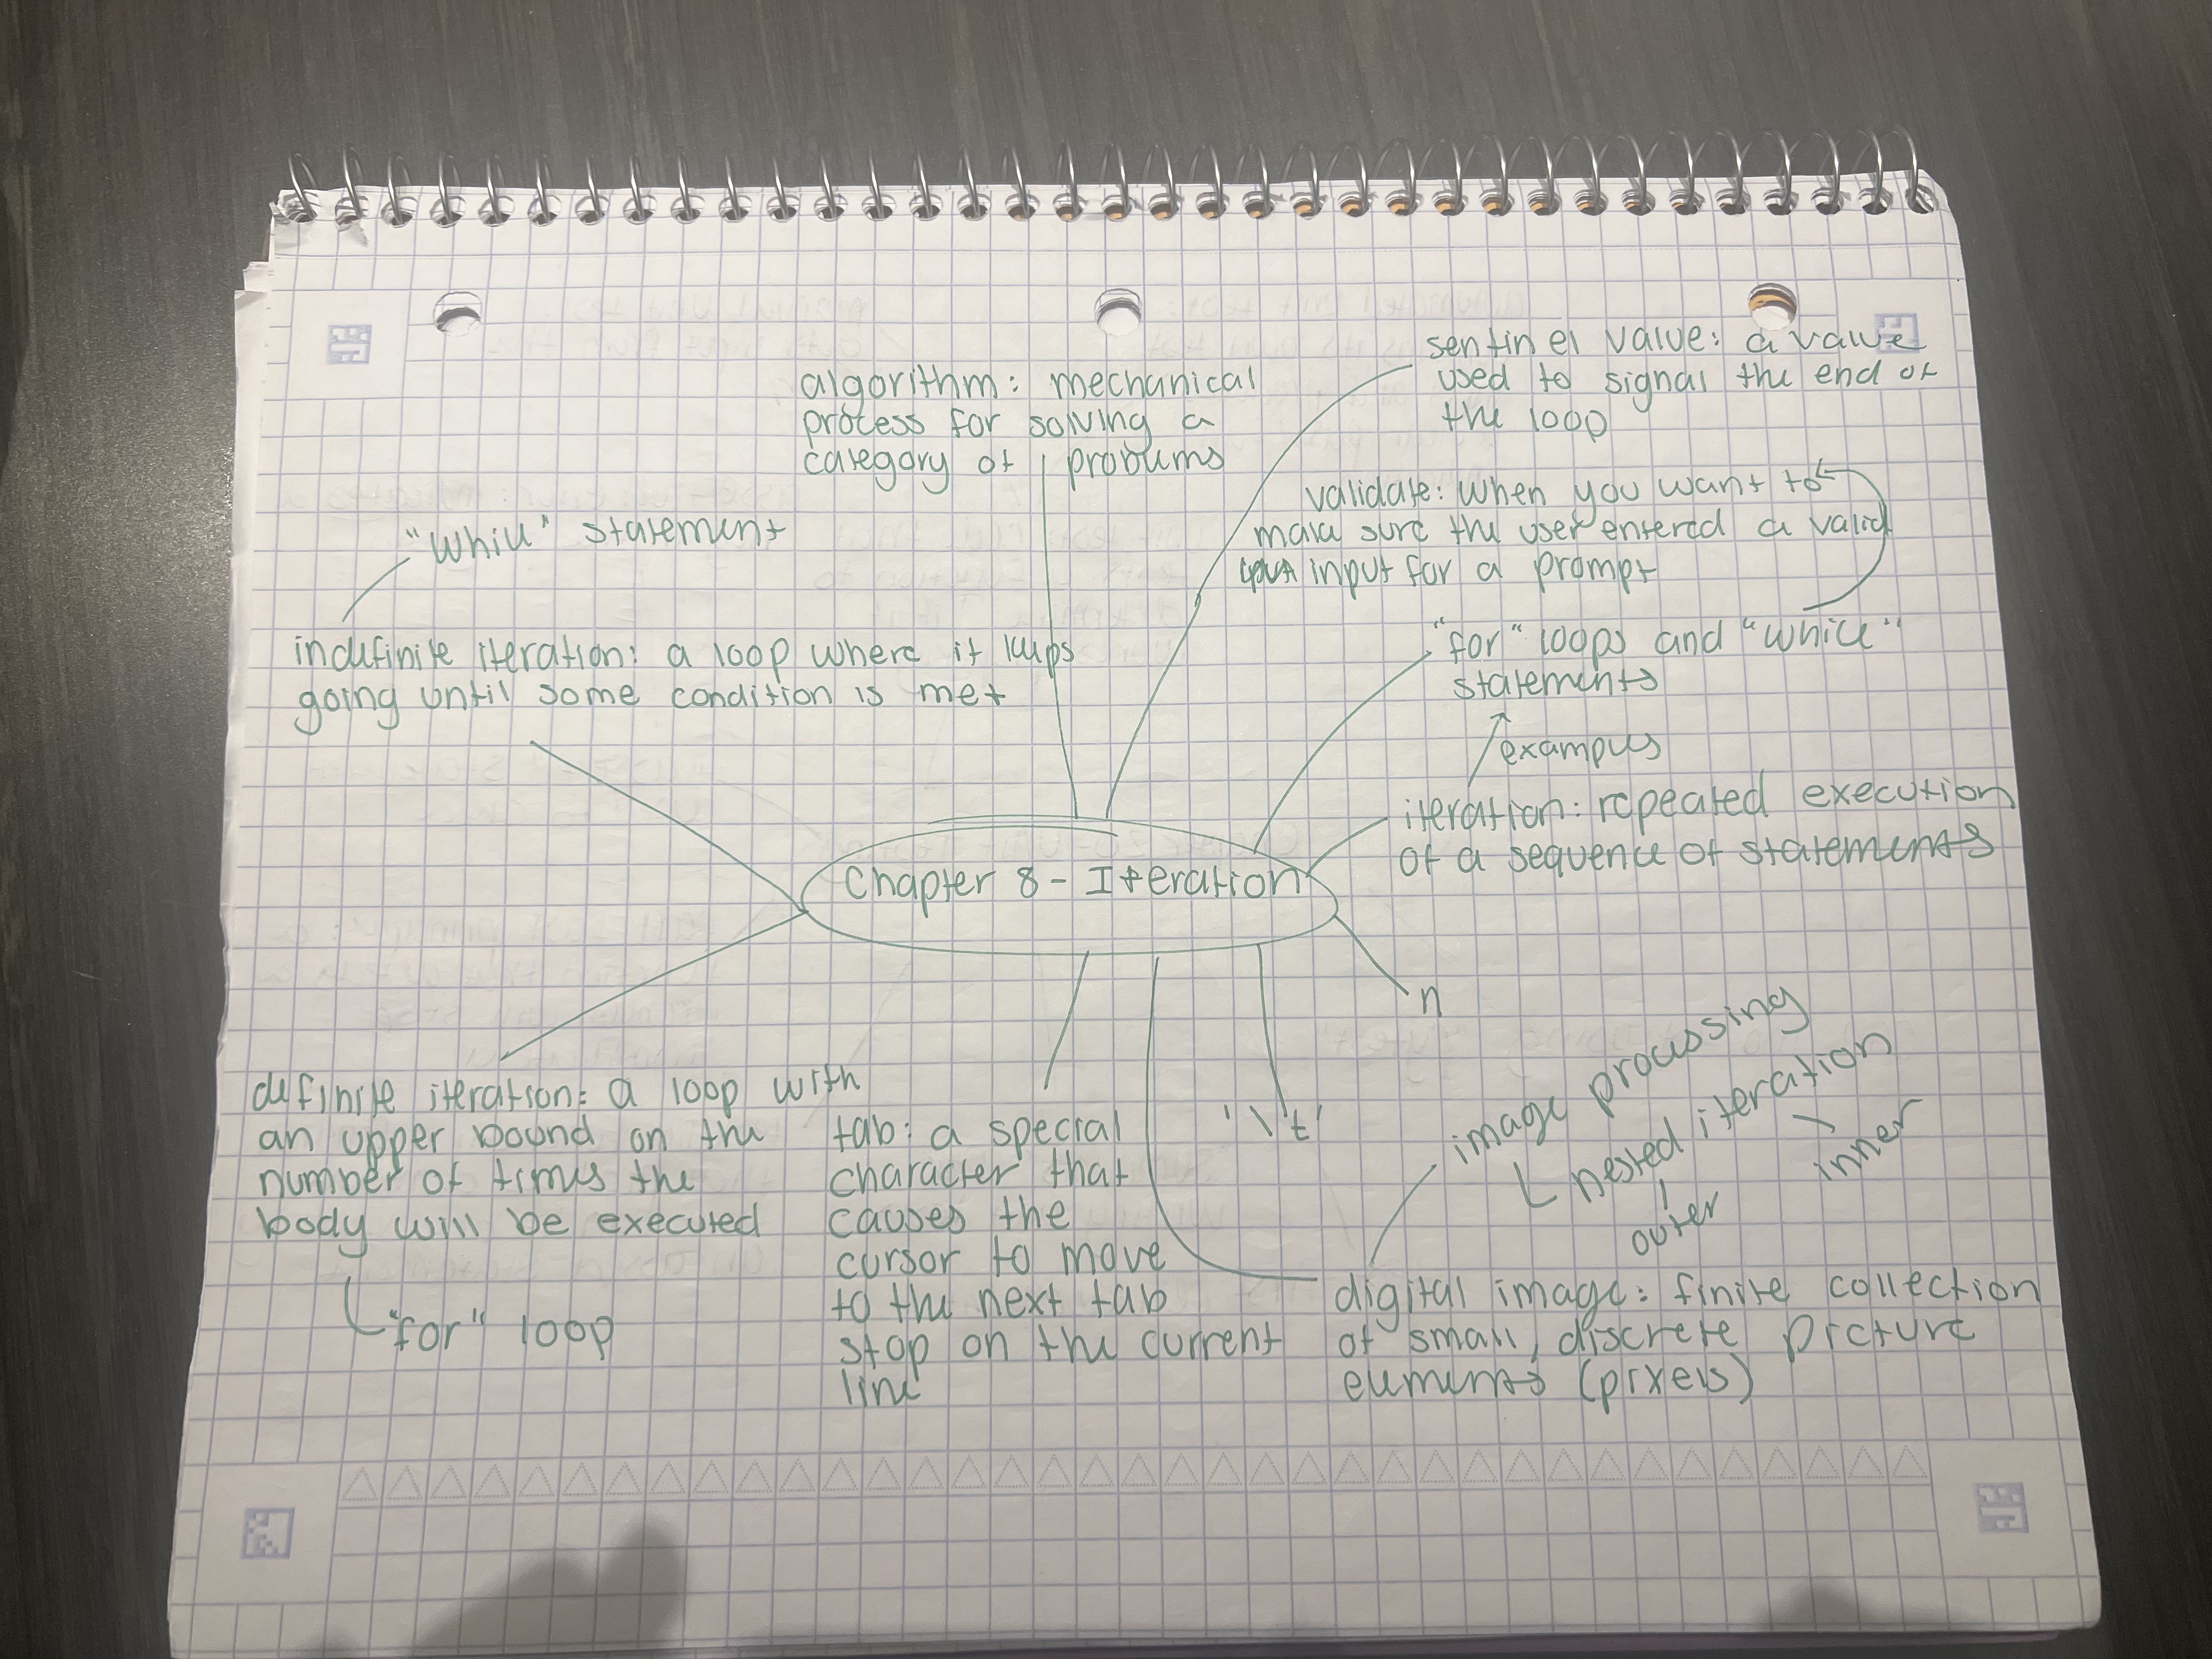 algorithm: mechanical
process for solving a
category of problems
sentinel value: a value
used to signal the end of
the loop
"while" statement
validate: when you want to
make sure the user entered a valid
input for a prompt
indefinite iteration: a loop where it keeps
going until some condition is met
"for" loops and "while"
statements
examples
iteration: repeated execution
of a sequence of statements
Chapter 8 - Iteration
n
definite iteration: a loop with
an upper bound on the
number of times the
body will be executed
"for" loop
tab: a special
character that
causes the
cursor to move
to the next tab
stop on the current
line
"\t'
image processing
nested iteration
outer
inner
digital image: finite collection
of small, discrete picture
elements (pixels)